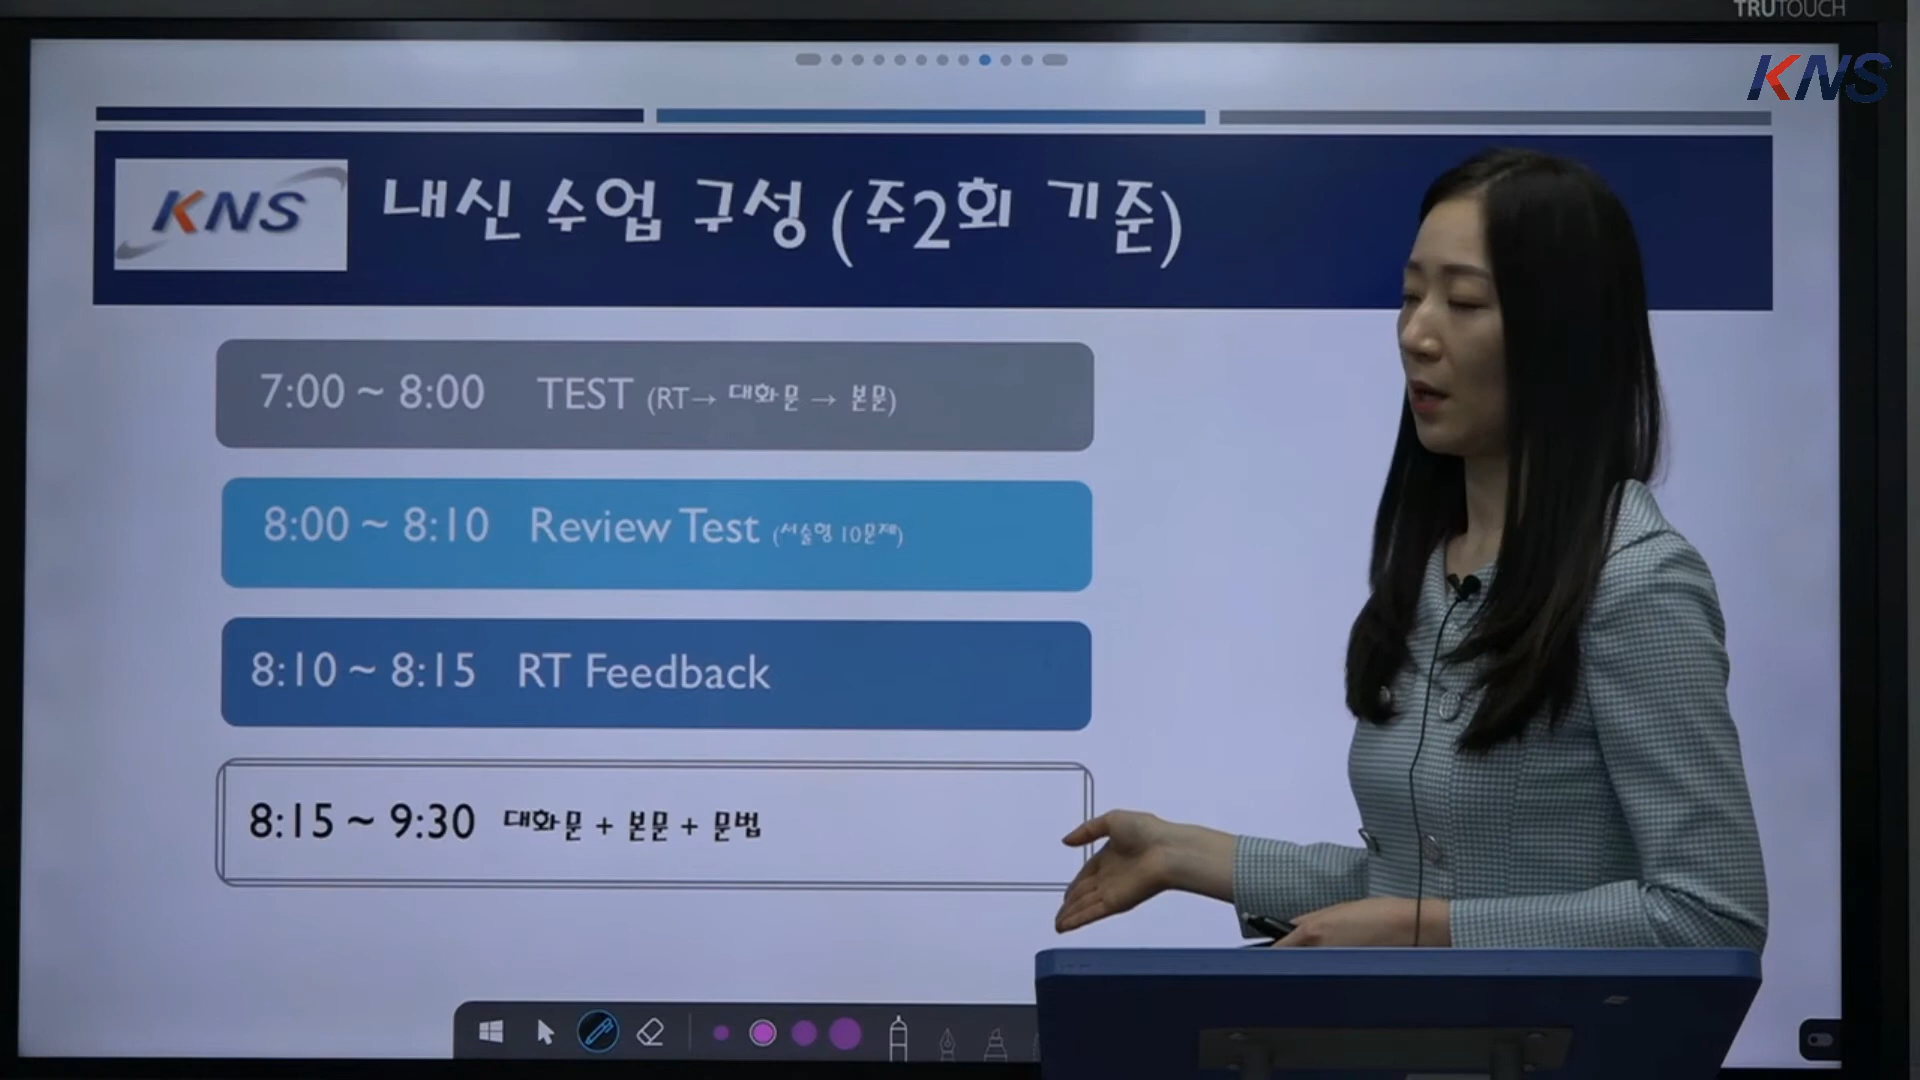 TRUTOUCH
KNS
KNS 내신 수업 구성 (주2회 기준)
7:00 ~ 8:00 TEST (RT→ 대화문 → 본문)
8:00 ~ 8:10 Review Test (서술형 10문제)
8:10 ~ 8:15 RT Feedback
8:15 ~ 9:30 대화문 + 본문 + 문법